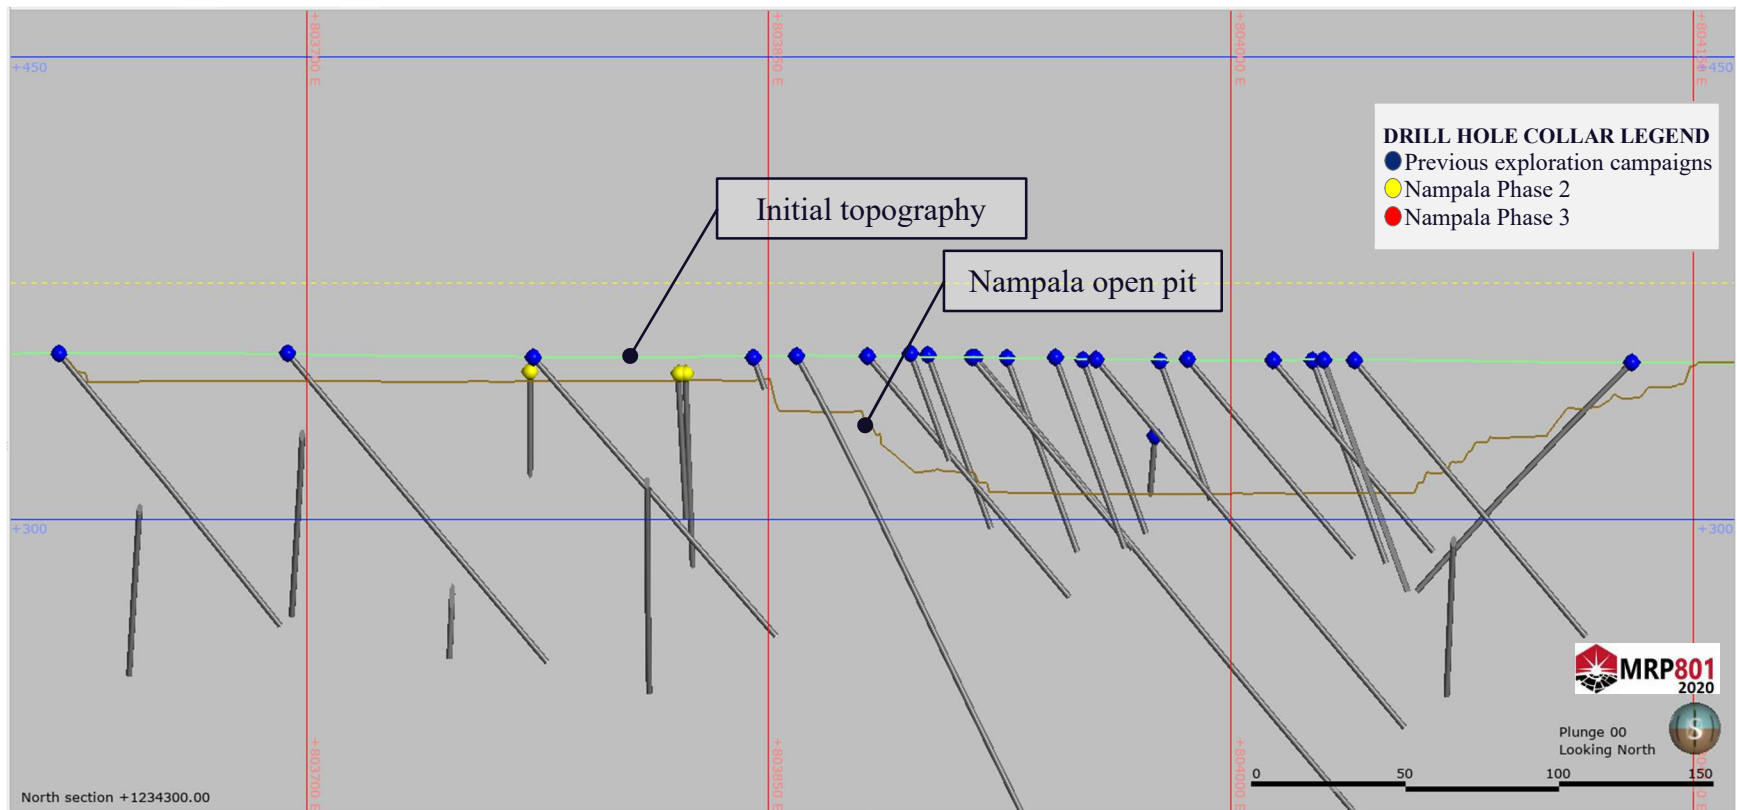 +803700 E
+803850 E
+804000 E
+804150 E
+450
+450
DRILL HOLE COLLAR LEGEND
Previous exploration campaigns
Nampala Phase 2
Nampala Phase 3
Initial topography
Nampala open pit
+300
+300
MRP801
2020
S
Plunge 00
Looking North
0 50 100 150
+803700 E
+803850 E
+804000 E
North section +1234300.00